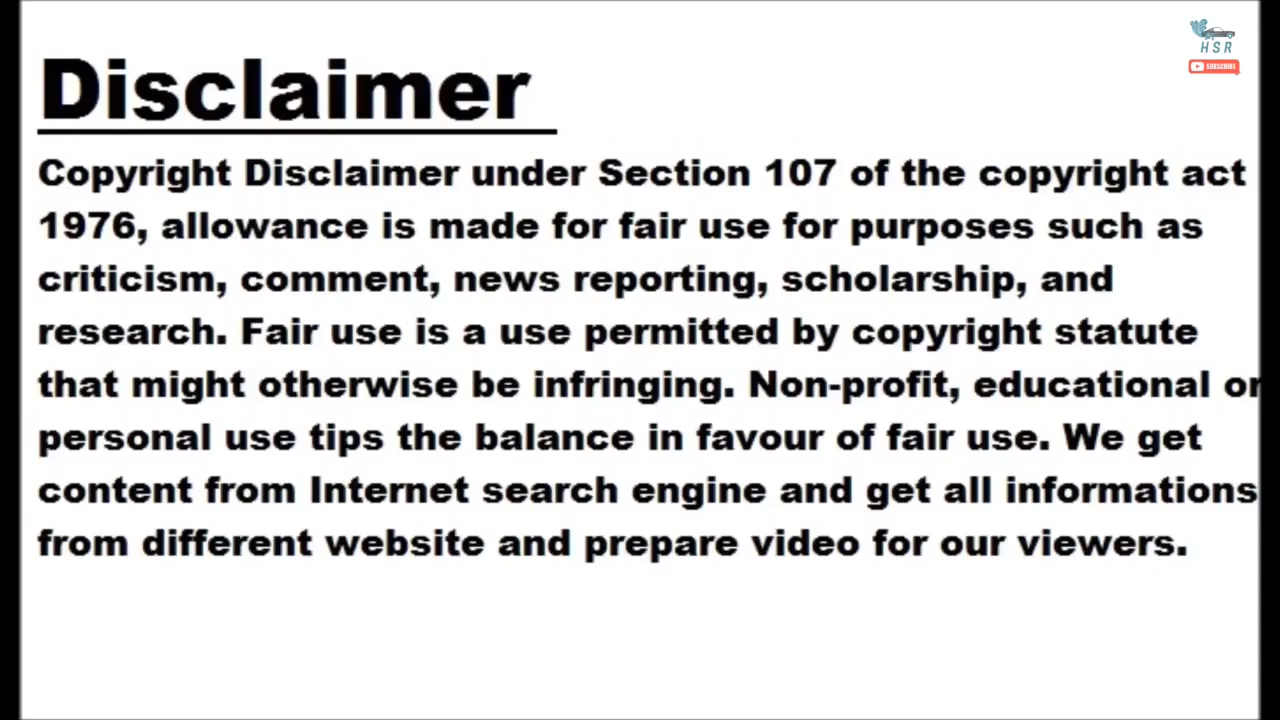 HSR
SUBSCRIBE
Disclaimer
Copyright Disclaimer under Section 107 of the copyright act
1976, allowance is made for fair use for purposes such as
criticism, comment, news reporting, scholarship, and
research. Fair use is a use permitted by copyright statute
that might otherwise be infringing. Non-profit, educational or
personal use tips the balance in favour of fair use. We get
content from Internet search engine and get all informations
from different website and prepare video for our viewers.